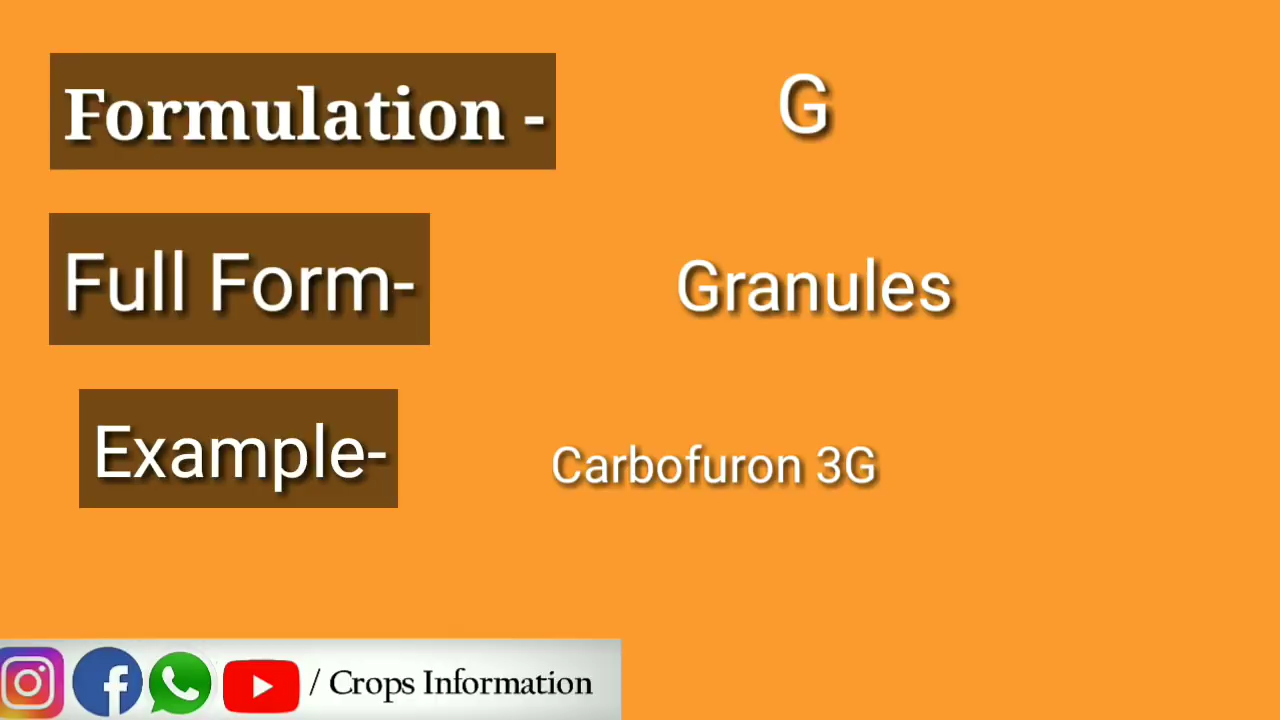 Formulation - G
Full Form- Granules
Example- Carbofuron 3G
/ Crops Information